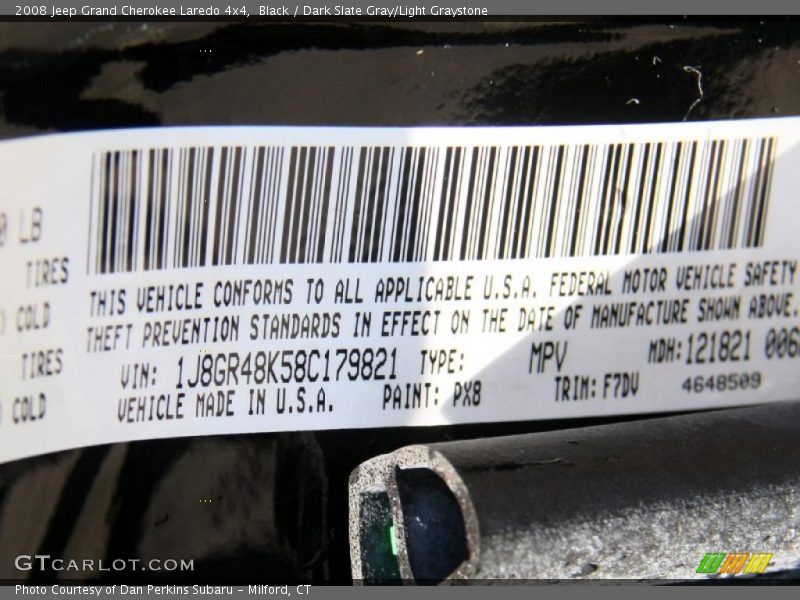 2008 Jeep Grand Cherokee Laredo 4x4,  Black / Dark Slate Gray/Light Graystone
LB
TIRES
COLD
TIRES
COLD
THIS VEHICLE CONFORMS TO ALL APPLICABLE U.S.A. FEDERAL MOTOR VEHICLE SAFETY
THEFT PREVENTION STANDARDS IN EFFECT ON THE DATE OF MANUFACTURE SHOWN ABOVE.
VIN: 1J8GR48K58C179821 TYPE: MPV MDH:121821 006
VEHICLE MADE IN U.S.A. PAINT: PX8 TRIM:F7DV 4648509
GTCARLOT.COM
Photo Courtesy of Dan Perkins Subaru – Milford, CT